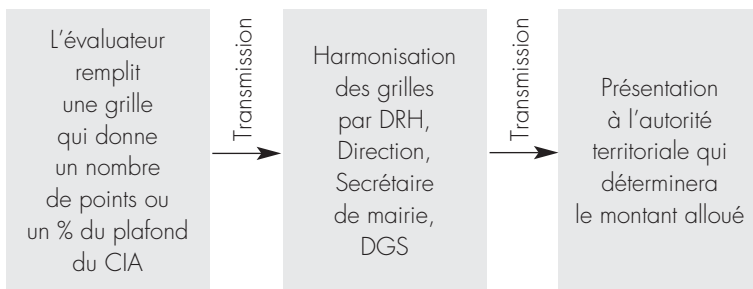 L'évaluateur
remplit
une grille
qui donne
un nombre
de points ou
un % du plafond
du CIA
Transmission
Harmonisation
des grilles
par DRH,
Direction,
Secrétaire
de mairie,
DGS
Transmission
Présentation
à l'autorité
territoriale qui
déterminera
le montant alloué